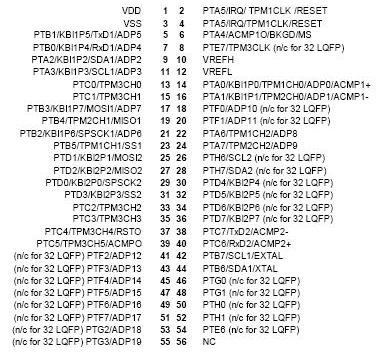 VDD 1 2 PTA5/IRQ/ TPM1CLK /RESET
VSS 3 4 PTA5/IRQ/TPM1CLK/RESET
PTB1/KBI1P5/TxD1/ADP5 5 6 PTA4/ACMP1O/BKGD/MS
PTB0/KBI1P4/RxD1/ADP4 7 8 PTE7/TPM3CLK (n/c for 32 LQFP)
PTA2/KBI1P2/SDA1/ADP2 9 10 VREFH
PTA3/KBI1P3/SCL1/ADP3 11 12 VREFL
PTC0/TPM3CH0 13 14 PTA0/KBI1P0/TPM1CH0/ADP0/ACMP1+
PTC1/TPM3CH1 15 16 PTA1/KBI1P1/TPM2CH0/ADP1/ACMP1-
PTB3/KBI1P7/MOSI1/ADP7 17 18 PTF0/ADP10 (n/c for 32 LQFP)
PTB4/TPM2CH1/MISO1 19 20 PTF1/ADP11 (n/c for 32 LQFP)
PTB2/KBI1P6/SPSCK1/ADP6 21 22 PTA6/TPM1CH2/ADP8
PTB5/TPM1CH1/SS1 23 24 PTA7/TPM2CH2/ADP9
PTD1/KBI2P1/MOSI2 25 26 PTH6/SCL2 (n/c for 32 LQFP)
PTD2/KBI2P2/MISO2 27 28 PTH7/SDA2 (n/c for 32 LQFP)
PTD0/KBI2P0/SPSCK2 29 30 PTD4/KBI2P4 (n/c for 32 LQFP)
PTD3/KBI2P3/SS2 31 32 PTD5/KBI2P5 (n/c for 32 LQFP)
PTC2/TPM3CH2 33 34 PTD6/KBI2P6 (n/c for 32 LQFP)
PTC3/TPM3CH3 35 36 PTD7/KBI2P7 (n/c for 32 LQFP)
PTC4/TPM3CH4/RSTO 37 38 PTC7/TxD2/ACMP2-
PTC5/TPM3CH5/ACMPO 39 40 PTC6/RxD2/ACMP2+
(n/c for 32 LQFP) PTF2/ADP12 41 42 PTB7/SCL1/EXTAL
(n/c for 32 LQFP) PTF3/ADP13 43 44 PTB6/SDA1/XTAL
(n/c for 32 LQFP) PTF4/ADP14 45 46 PTG0 (n/c for 32 LQFP)
(n/c for 32 LQFP) PTF5/ADP15 47 48 PTG1 (n/c for 32 LQFP)
(n/c for 32 LQFP) PTF6/ADP16 49 50 PTH0 (n/c for 32 LQFP)
(n/c for 32 LQFP) PTF7/ADP17 51 52 PTH1 (n/c for 32 LQFP)
(n/c for 32 LQFP) PTG2/ADP18 53 54 PTE6 (n/c for 32 LQFP)
(n/c for 32 LQFP) PTG3/ADP19 55 56 NC